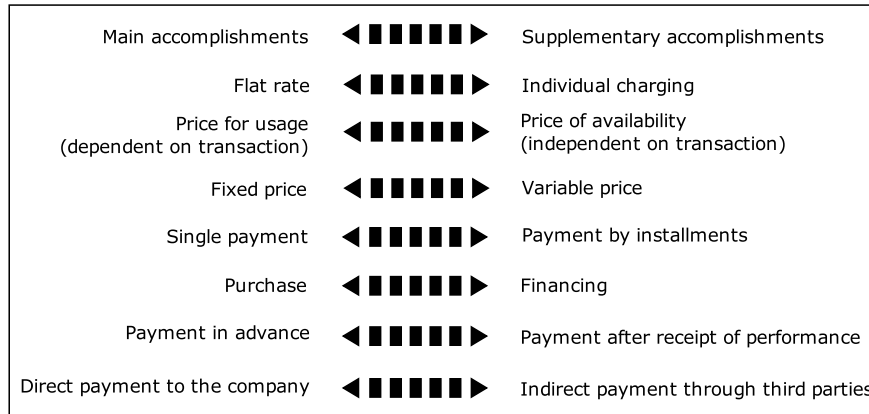 Main accomplishments Supplementary accomplishments
Flat rate Individual charging
Price for usage Price of availability
(dependent on transaction) (independent on transaction)
Fixed price Variable price
Single payment Payment by installments
Purchase Financing
Payment in advance Payment after receipt of performance
Direct payment to the company Indirect payment through third parties